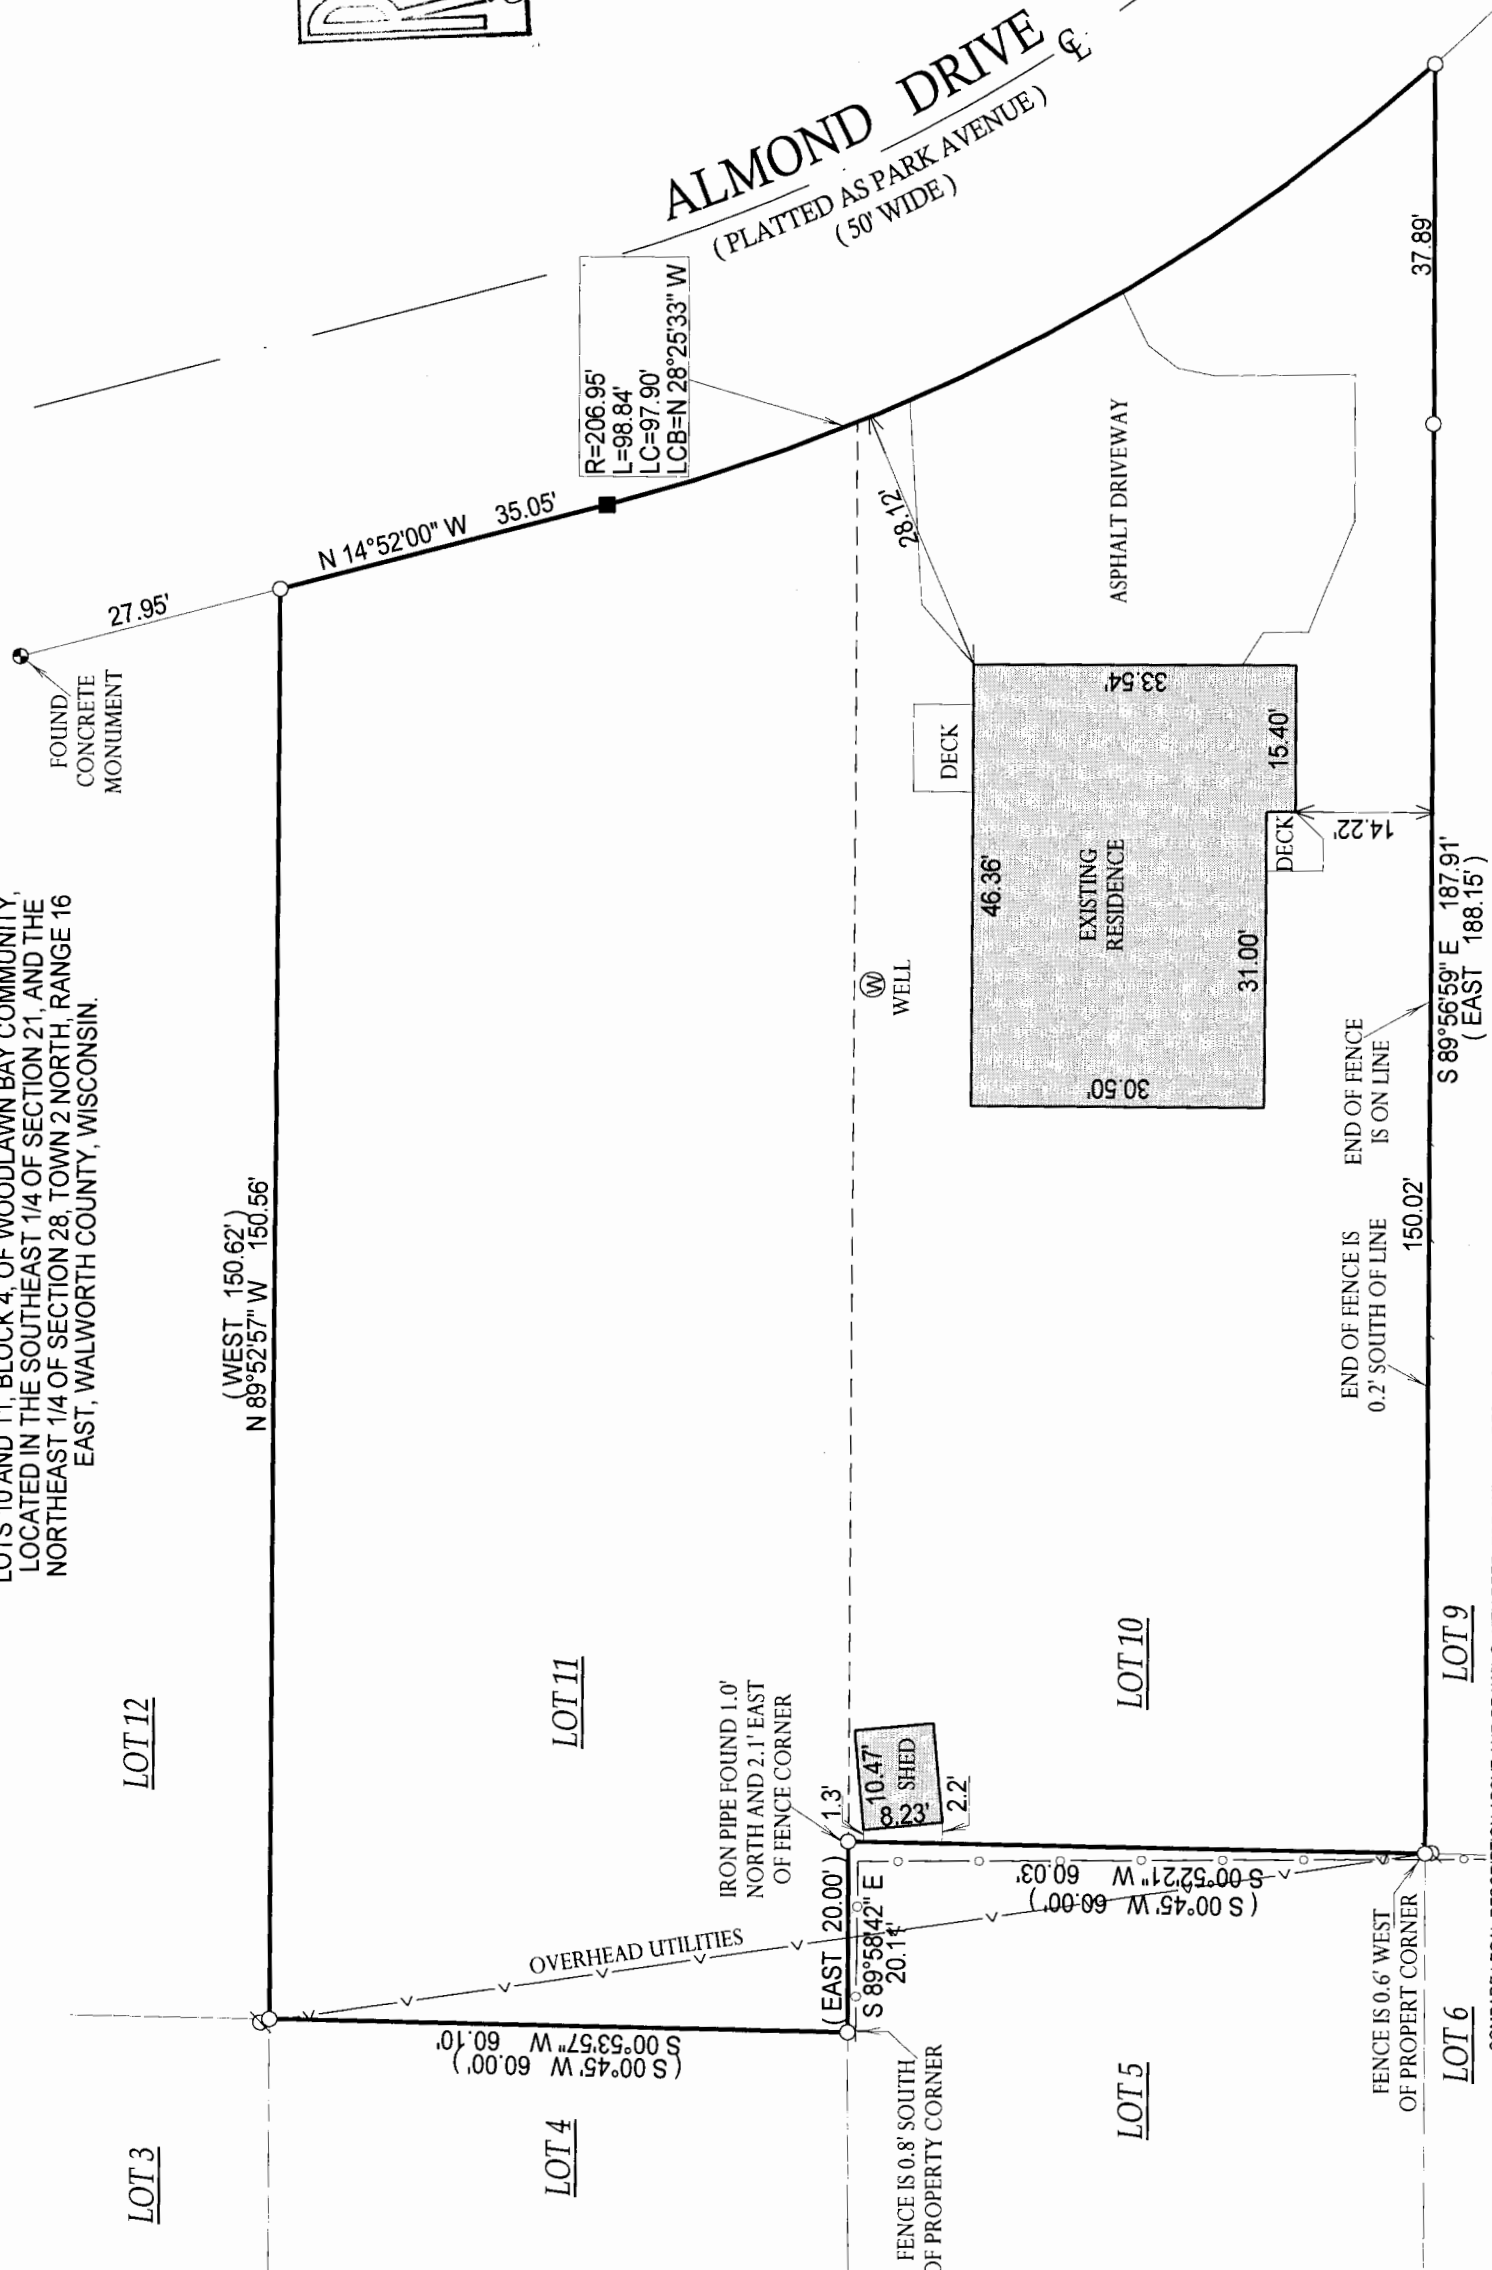 LOTS 10 AND 11, BLOCK 4, OF WOODLAWN BAY COMMUNITY,
LOCATED IN THE SOUTHEAST 1/4 OF SECTION 21, AND THE
NORTHEAST 1/4 OF SECTION 28, TOWN 2 NORTH, RANGE 16
EAST, WALWORTH COUNTY, WISCONSIN.
ALMOND DRIVE
(PLATTED AS PARK AVENUE)
(50' WIDE)
R=206.95'
L=98.84'
LC=97.90'
LCB=N 28°25'33" W
N 14°52'00" W 35.05'
27.95'
FOUND
CONCRETE
MONUMENT
(WEST 150.62')
N 89°52'57" W 150.56'
37.89'
28.12'
ASPHALT DRIVEWAY
DECK
33.54'
15.40'
46.36'
EXISTING
RESIDENCE
DECK
14.22'
31.00'
30.50'
W
WELL
S 89°56'59" E 187.91'
(EAST 188.15')
END OF FENCE
IS ON LINE
150.02'
END OF FENCE IS
0.2' SOUTH OF LINE
LOT 12
LOT 11
LOT 10
LOT 9
IRON PIPE FOUND 1.0'
NORTH AND 2.1' EAST
OF FENCE CORNER
1.3'
10.47'
SHED
8.23'
2.2'
OVERHEAD UTILITIES
(EAST 20.00')
S 89°58'42" E
20.14'
S 00°52'21" W 60.03'
(S 00°45' W 60.00')
S 00°53'57" W 60.10'
(S 00°45' W 60.00')
FENCE IS 0.8' SOUTH
OF PROPERTY CORNER
FENCE IS 0.6' WEST
OF PROPERT CORNER
LOT 3
LOT 4
LOT 5
LOT 6